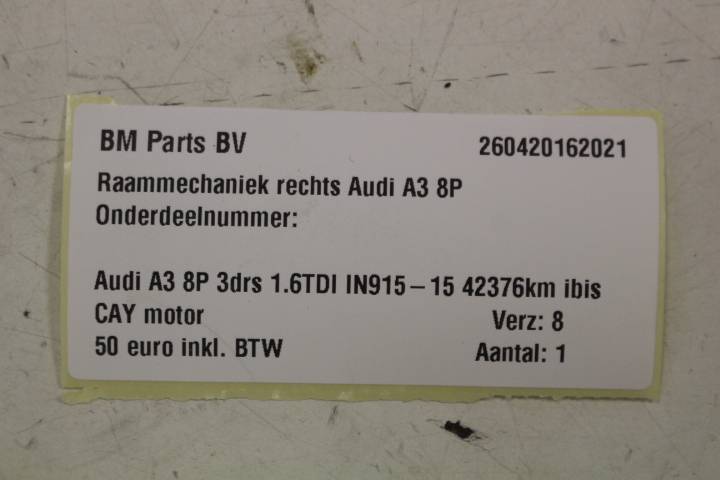 BM Parts BV 260420162021
Raammechaniek rechts Audi A3 8P
Onderdeelnummer:
Audi A3 8P 3drs 1.6TDI IN915-15 42376km ibis
CAY motor Verz: 8
50 euro inkl. BTW Aantal: 1